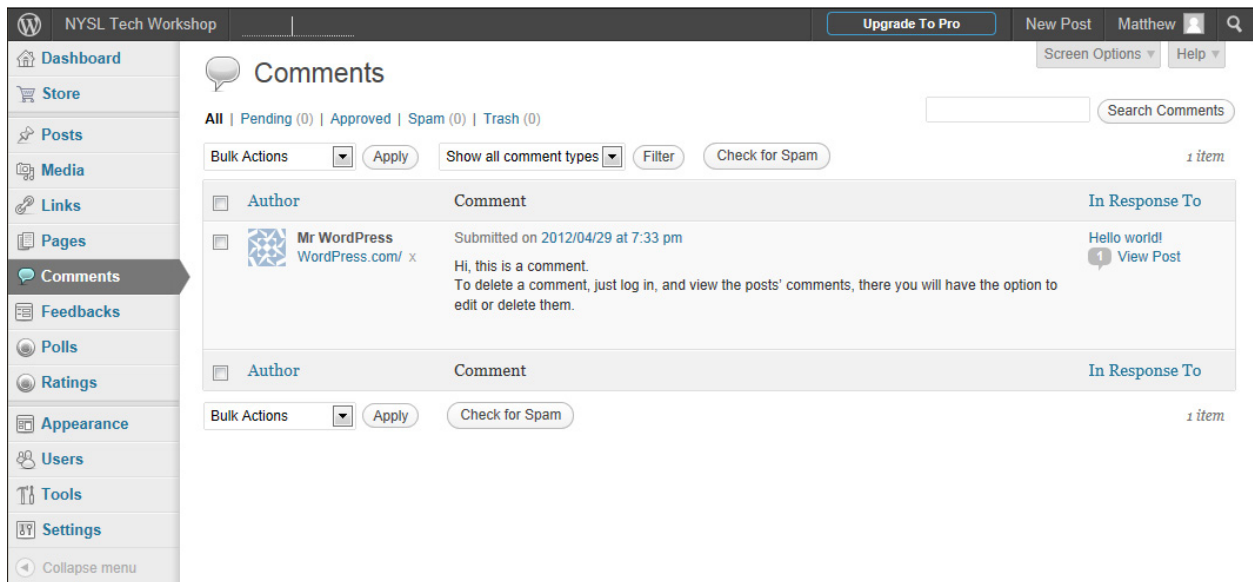 NYSL Tech Workshop Upgrade To Pro New Post Matthew
Screen Options Help
Dashboard
Store
Posts
Media
Links
Pages
Comments
Feedbacks
Polls
Ratings
Appearance
Users
Tools
Settings
Collapse menu
Comments
All | Pending (0) | Approved | Spam (0) | Trash (0)
Search Comments
Bulk Actions Apply Show all comment types Filter Check for Spam 1 item
Author Comment In Response To
Mr WordPress
WordPress.com/ x
Submitted on 2012/04/29 at 7:33 pm
Hi, this is a comment.
To delete a comment, just log in, and view the posts' comments, there you will have the option to
edit or delete them.
Hello world!
1 View Post
Author Comment In Response To
Bulk Actions Apply Check for Spam 1 item